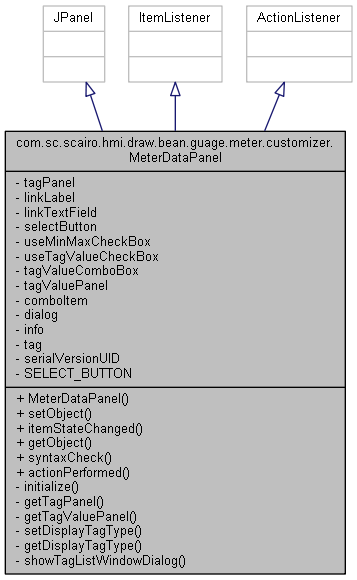 JPanel
ItemListener
ActionListener
com.sc.scairo.hmi.draw.bean.guage.meter.customizer.
MeterDataPanel
- tagPanel
- linkLabel
- linkTextField
- selectButton
- useMinMaxCheckBox
- useTagValueCheckBox
- tagValueComboBox
- tagValuePanel
- comboItem
- dialog
- info
- tag
- serialVersionUID
- SELECT_BUTTON
+ MeterDataPanel()
+ setObject()
+ itemStateChanged()
+ getObject()
+ syntaxCheck()
+ actionPerformed()
- initialize()
- getTagPanel()
- getTagValuePanel()
- setDisplayTagType()
- getDisplayTagType()
- showTagListWindowDialog()